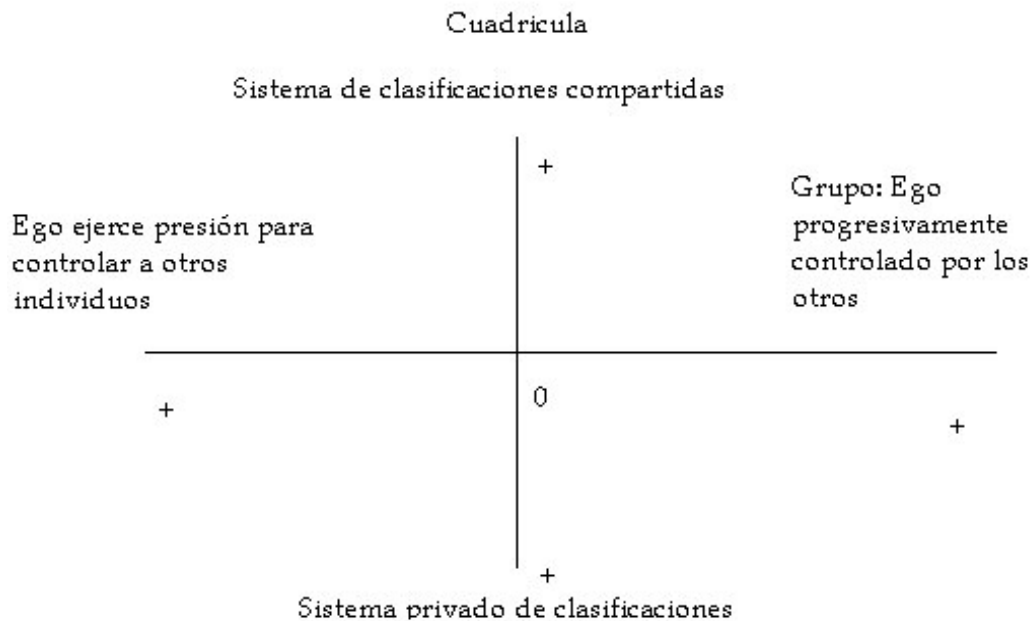 Cuadricula
Sistema de clasificaciones compartidas
+
Grupo: Ego
progresivamente
controlado por los
otros
Ego ejerce presión para
controlar a otros
individuos
0
+
+
+
Sistema privado de clasificaciones